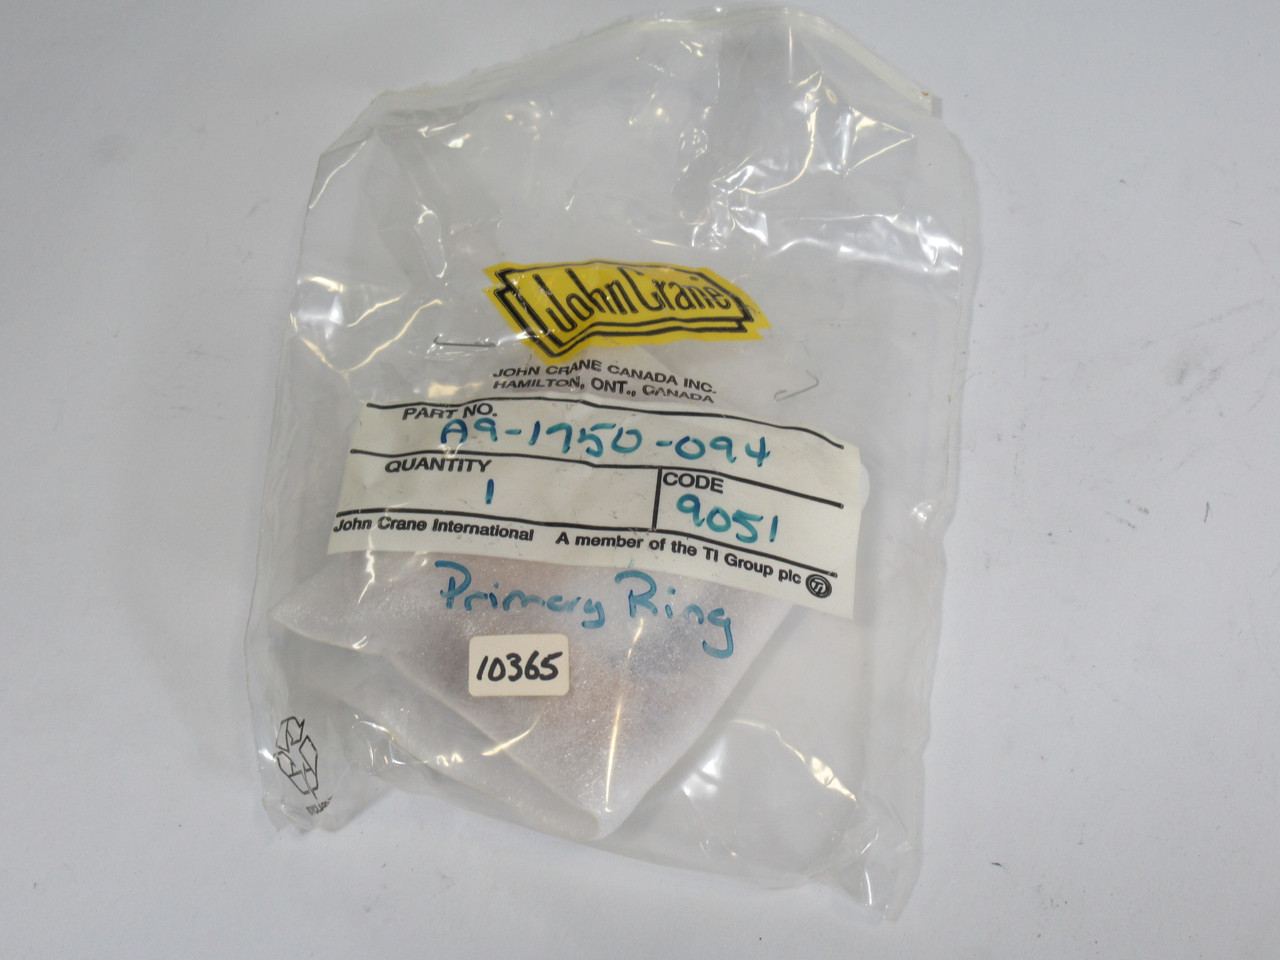 John Crane
JOHN CRANE CANADA INC.
HAMILTON, ONT., CANADA
PART NO.
A9-1750-094
QUANTITY
1
CODE
9051
John Crane International A member of the TI Group plc Ti
Primary Ring
10365